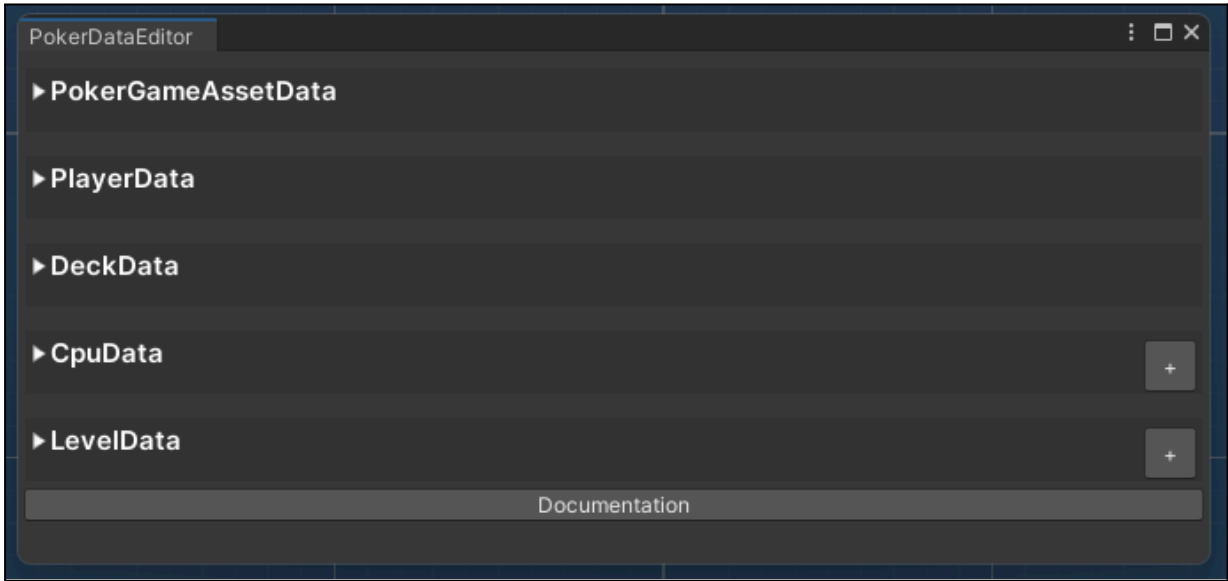 PokerDataEditor
PokerGameAssetData
PlayerData
DeckData
CpuData
+
LevelData
+
Documentation